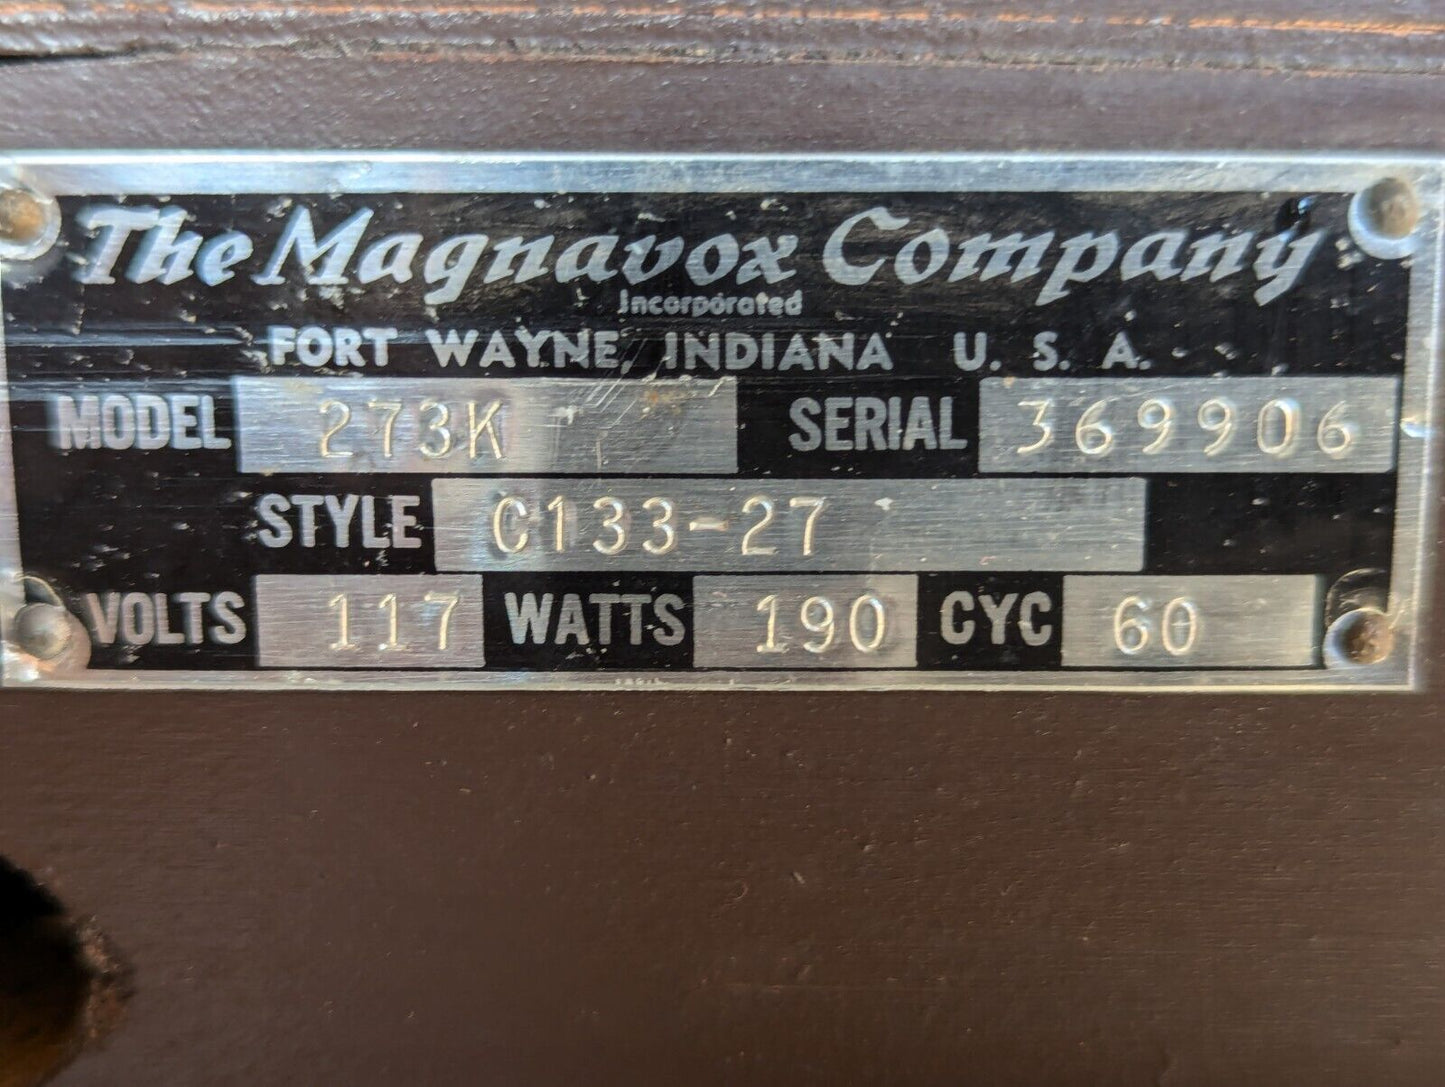 The Magnavox Company
Incorporated
FORT WAYNE, INDIANA U. S. A.
MODEL 273K SERIAL 369906
STYLE C133-27
VOLTS 117 WATTS 190 CYC 60